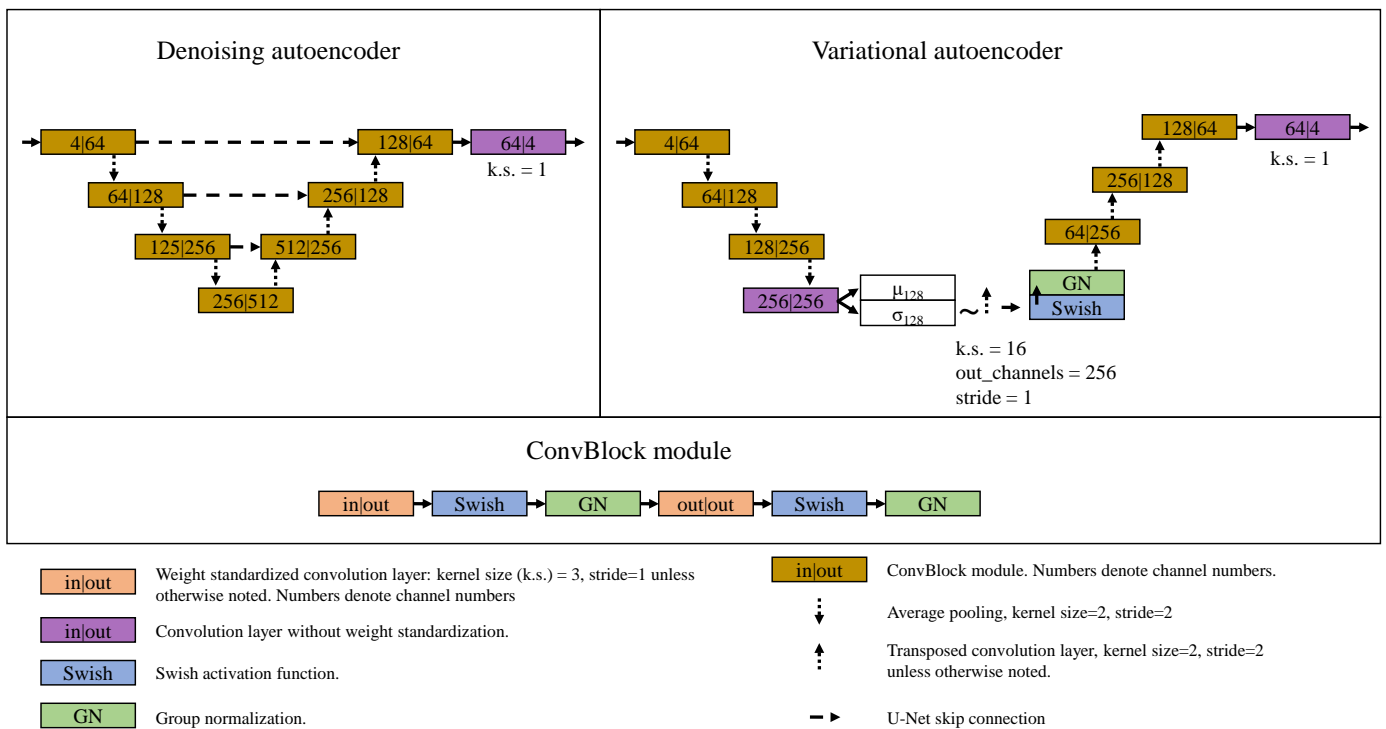 Denoising autoencoder
4|64
128|64
64|4
k.s. = 1
64|128
256|128
125|256
512|256
256|512
Variational autoencoder
4|64
128|64
64|4
k.s. = 1
64|128
256|128
128|256
64|256
256|256
μ128
σ128
~
GN
Swish
k.s. = 16
out_channels = 256
stride = 1
ConvBlock module
in|out
Swish
GN
out|out
Swish
GN
in|out
Weight standardized convolution layer: kernel size (k.s.) = 3, stride=1 unless
otherwise noted. Numbers denote channel numbers
in|out
Convolution layer without weight standardization.
Swish
Swish activation function.
GN
Group normalization.
in|out
ConvBlock module. Numbers denote channel numbers.
Average pooling, kernel size=2, stride=2
Transposed convolution layer, kernel size=2, stride=2
unless otherwise noted.
U-Net skip connection